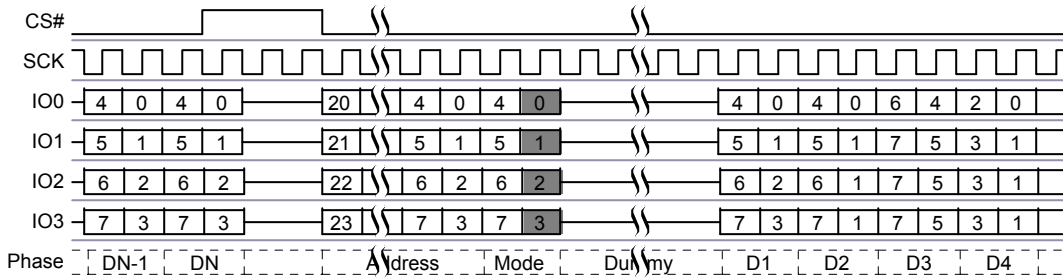 CS#
SCK
IO0 4 0 4 0 20 4 0 4 0 4 0 4 0 6 4 2 0
IO1 5 1 5 1 21 5 1 5 1 5 1 5 1 7 5 3 1
IO2 6 2 6 2 22 6 2 6 2 6 2 6 1 7 5 3 1
IO3 7 3 7 3 23 7 3 7 3 7 3 7 1 7 5 3 1
Phase DN-1 DN Address Mode Dummy D1 D2 D3 D4